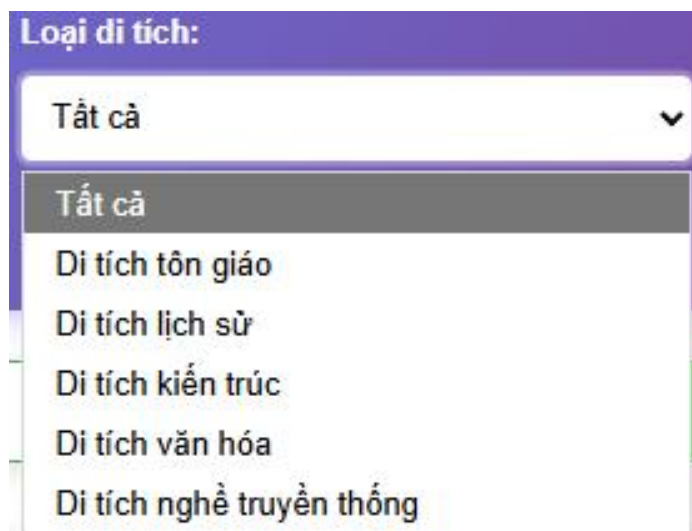 Loại di tích:
Tất cả
Tất cả
Di tích tôn giáo
Di tích lịch sử
Di tích kiến trúc
Di tích văn hóa
Di tích nghề truyền thống